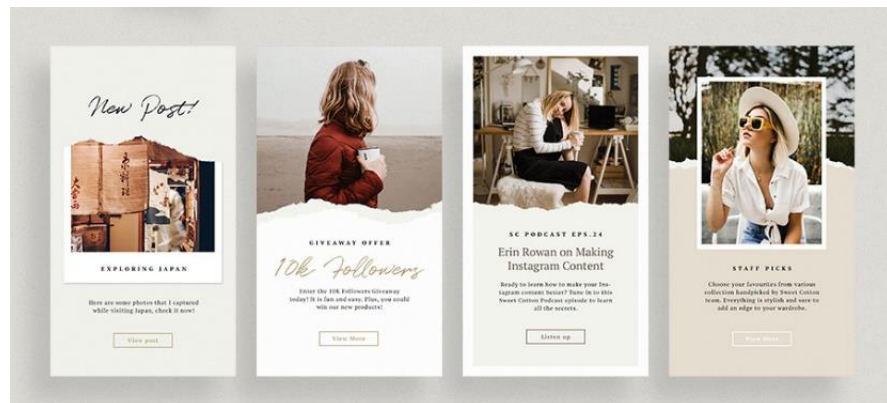 New Post!
EXPLORING JAPAN
Here are some photos that I captured
while visiting Japan, check it now!
View post
GIVEAWAY OFFER
10k Followers
Enter the 10K Followers Giveaway
today! It is fun and easy. Plus, you could
win our new products!
View More
SC PODCAST EPS.24
Erin Rowan on Making
Instagram Content
Ready to learn how to make your Ins-
tagram content better? Tune in to this
Sweet Cotton Podcast episode to learn
all the secrets.
Listen up
STAFF PICKS
Choose your favourites from various
collection handpicked by Sweet Cotton
team. Everything is stylish and sure to
add an edge to your wardrobe.
View More